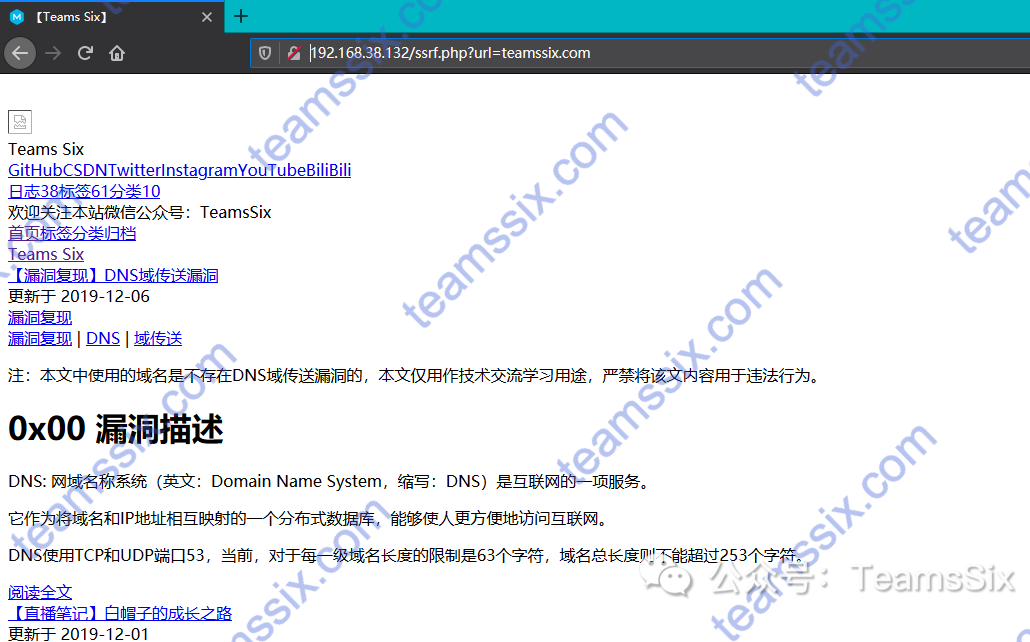 【Teams Six】
192.168.38.132/ssrf.php?url=teamssix.com
Teams Six
GitHubCSDNTwitterInstagramYouTubeBiliBili
日志38标签61分类10
欢迎关注本站微信公众号：TeamsSix
首页标签分类归档
Teams Six
【漏洞复现】DNS域传送漏洞
更新于 2019-12-06
漏洞复现
漏洞复现 | DNS | 域传送
注：本文中使用的域名是不存在DNS域传送漏洞的，本文仅用作技术交流学习用途，严禁将该文内容用于违法行为。
0x00 漏洞描述
DNS: 网域名称系统（英文：Domain Name System，缩写：DNS）是互联网的一项服务。
它作为将域名和IP地址相互映射的一个分布式数据库，能够使人更方便地访问互联网。
DNS使用TCP和UDP端口53，当前，对于每一级域名长度的限制是63个字符，域名总长度则不能超过253个字符。
阅读全文
【直播笔记】白帽子的成长之路
更新于 2019-12-01
公众号：TeamsSix
teamssix.com
teamssix.com
teamssix.com
teamssix.com
teamssix.com
teamssix.com